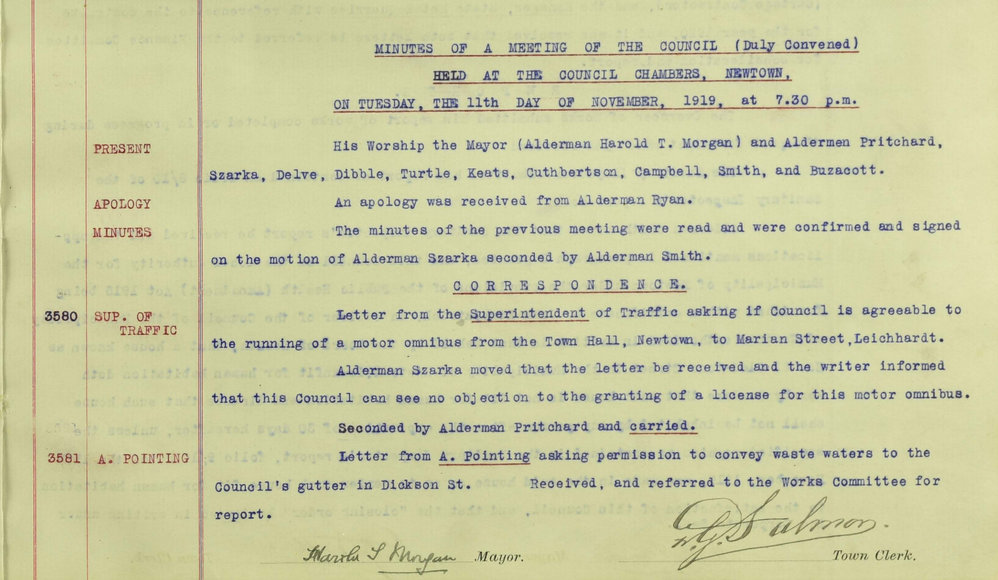 MINUTES OF A MEETING OF THE COUNCIL (Duly Convened)
HELD AT THE COUNCIL CHAMBERS, NEWTOWN,
ON TUESDAY, THE 11th DAY OF NOVEMBER, 1919, at 7.30 p.m.
PRESENT His Worship the Mayor (Alderman Harold T. Morgan) and Aldermen Pritchard,
Szarka, Delve, Dibble, Turtle, Keats, Cuthbertson, Campbell, Smith, and Buzacott.
APOLOGY An apology was received from Alderman Ryan.
MINUTES The minutes of the previous meeting were read and were confirmed and signed
on the motion of Alderman Szarka seconded by Alderman Smith.
CORRESPONDENCE.
3580 SUP. OF Letter from the Superintendent of Traffic asking if Council is agreeable to
TRAFFIC the running of a motor omnibus from the Town Hall, Newtown, to Marian Street, Leichhardt.
Alderman Szarka moved that the letter be received and the writer informed
that this Council can see no objection to the granting of a license for this motor omnibus.
Seconded by Alderman Pritchard and carried.
3581 A. POINTING Letter from A. Pointing asking permission to convey waste waters to the
Council's gutter in Dickson St. Received, and referred to the Works Committee for
report.
Harold T Morgan Mayor. Salmon. Town Clerk.